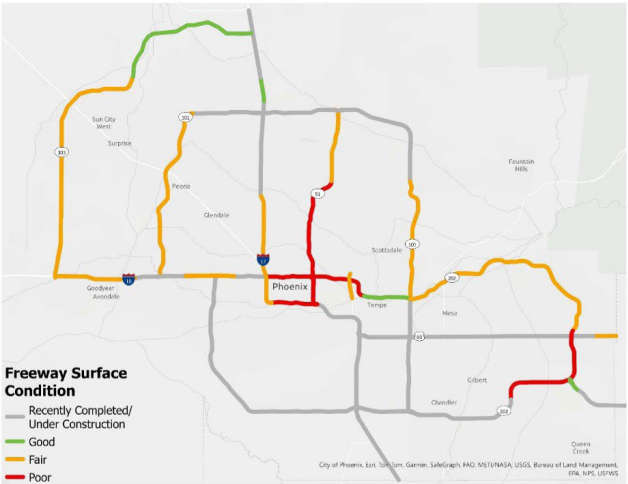 101
Sun City
West
303
Surprise
Fountain
Hills
Peoria
51
Glendale
Scottsdale
101
17
202
10
Goodyear
Avondale
Phoenix
Tempe
Mesa
60
Gilbert
Chandler
202
Queen
Creek
Freeway Surface
Condition
Recently Completed/
Under Construction
Good
Fair
Poor
City of Phoenix, Esri, TomTom, Garmin, SafeGraph, FAO, METI/NASA, USGS, Bureau of Land Management,
EPA, NPS, USFWS